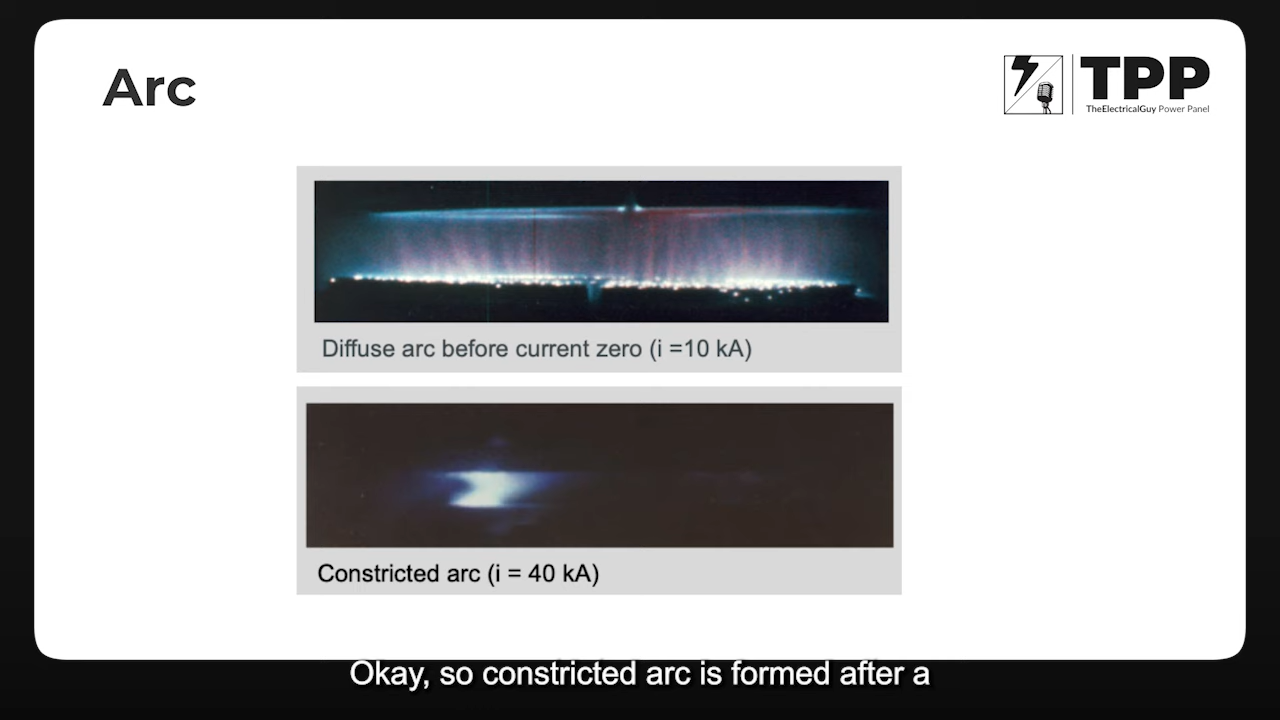 Arc
TPP
TheElectricalGuy Power Panel
Diffuse arc before current zero (i =10 kA)
Constricted arc (i = 40 kA)
Okay, so constricted arc is formed after a